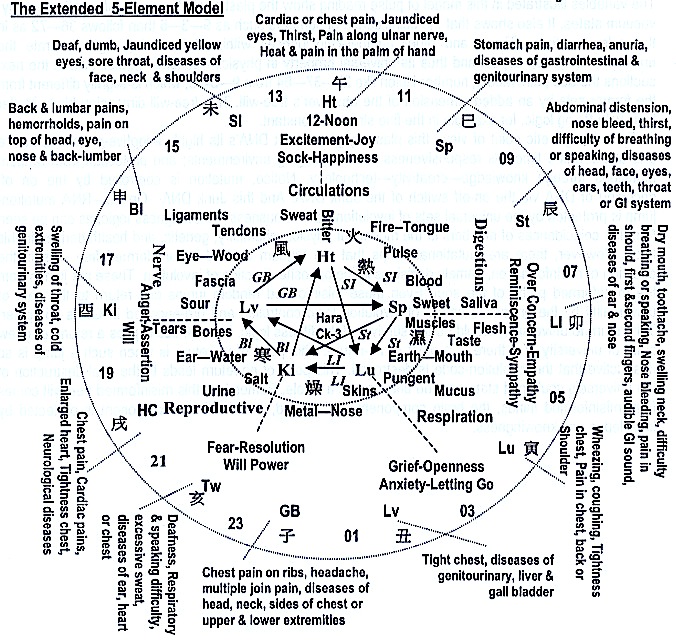 The Extended 5-Element Model
Cardiac or chest pain, Jaundiced
eyes, Thirst, Pain along ulnar nerve,
Heat & pain in the palm of hand
Deaf, dumb, Jaundiced yellow
eyes, sore throat, diseases of
face, neck & shoulders
Stomach pain, diarrhea, anuria,
diseases of gastrointestinal &
genitourinary system
Back & lumbar pains,
hemorrhoids, pain on
top of head, eye,
nose & back-lumber
Abdominal distension,
nose bleed, thirst,
difficulty of breathing
or speaking, diseases
of head, face, eyes,
ears, teeth, throat
or GI system
13
午
11
未
SI
Ht
12-Noon
Excitement-Joy
Sock-Happiness
巳
Sp
15
09
申
BI
St
辰
Circulations
Ligaments
Tendons
Sweat
Bitter
火
Fire–Tongue
Pulse
Eye–Wood
Fascia
Sour
風
Ht
熱
SI
SI
Blood
GB
GB
Lv
Sp
Sweet
Saliva
Digestions
Reminiscence-Sympathy
Over Concern-Empathy
Nerve
Anger-Assertion
Will
17
07
酉
KI
LI
卯
Tears
Bones
Hara
Ck-3
Muscles
Flesh
Taste
St
St
濕
BI
BI
寒
LI
LI
Ear–Water
Earth–Mouth
Salt
Ki
Lu
Pungent
Urine
燥
Skins
Mucus
Reproductive
Metal–Nose
Respiration
19
05
戌
HC
Lu
寅
Fear-Resolution
Will Power
Grief-Openness
Anxiety-Letting Go
21
Tw
亥
03
23
GB
子
01
Lv
丑
Swelling of throat, cold
extremities, diseases of
genitourinary system
Dry mouth, toothache, swelling neck, difficulty
breathing or speaking, Nose bleeding, pain in
should, first &second fingers, audible GI sound,
diseases of ear & nose
Chest pain, Cardiac pains,
Enlarged heart, Tightness chest,
Neurological diseases
Wheezing, coughing, Tightness
chest, Pain in chest, back or
Shoulder
Deafness, Respiratory
& speaking difficulty,
excessive sweat,
diseases of ear, heart
or chest
Chest pain on ribs, headache,
multiple join pain, diseases of
head, neck, sides of chest or
upper & lower extremities
Tight chest, diseases of
genitourinary, liver &
gall bladder